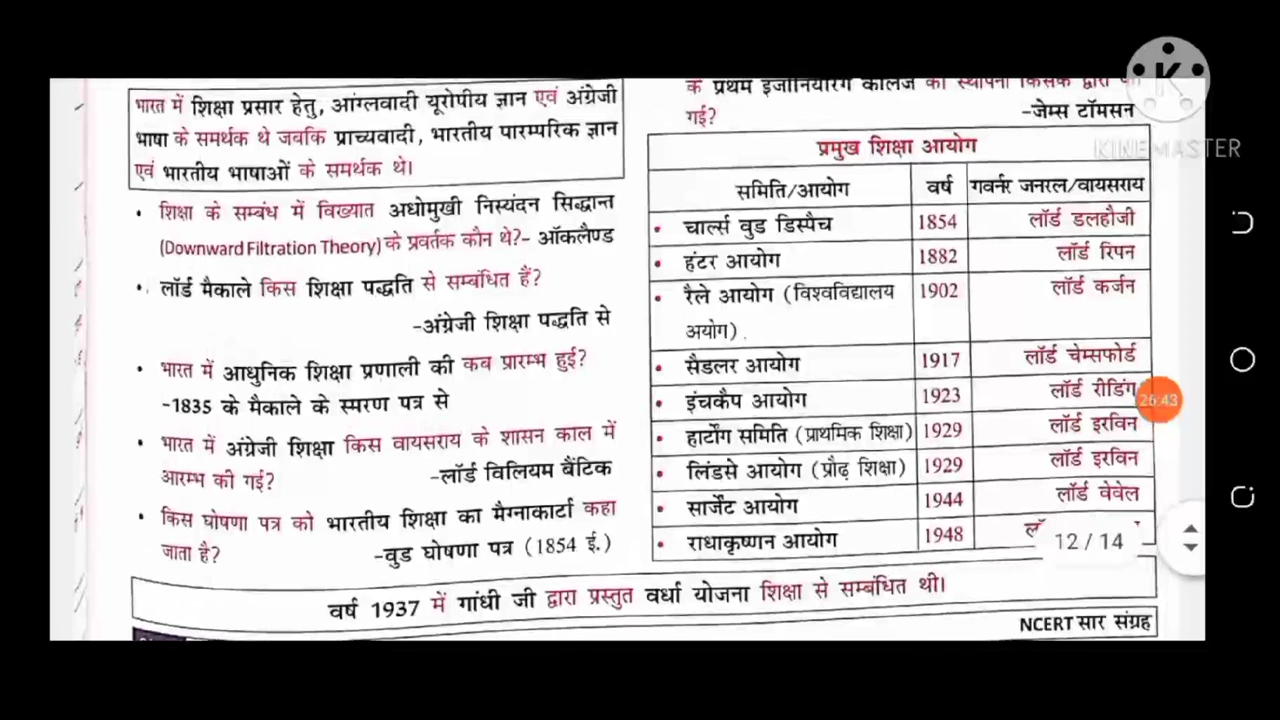 भारत में शिक्षा प्रसार हेतु, आंग्लवादी यूरोपीय ज्ञान एवं अंग्रेजी
भाषा के समर्थक थे जबकि प्राच्यवादी, भारतीय पारम्परिक ज्ञान
एवं भारतीय भाषाओं के समर्थक थे।
• शिक्षा के सम्बंध में विख्यात अधोमुखी निस्यंदन सिद्धान्त
(Downward Filtration Theory) के प्रवर्तक कौन थे?- ऑकलैण्ड
• लॉर्ड मैकाले किस शिक्षा पद्धति से सम्बंधित हैं?
-अंग्रेजी शिक्षा पद्धति से
• भारत में आधुनिक शिक्षा प्रणाली की कब प्रारम्भ हुई?
-1835 के मैकाले के स्मरण पत्र से
• भारत में अंग्रेजी शिक्षा किस वायसराय के शासन काल में
आरम्भ की गई? -लॉर्ड विलियम बैंटिक
• किस घोषणा पत्र को भारतीय शिक्षा का मैग्नाकार्टा कहा
जाता है? -वुड घोषणा पत्र (1854 ई.)
के प्रथम इंजीनियरिंग कॉलेज की स्थापना किसके द्वारा
गई? -जेम्स टॉमसन
प्रमुख शिक्षा आयोग
समिति/आयोग वर्ष गवर्नर जनरल/वायसराय
• चार्ल्स वुड डिस्पैच 1854 लॉर्ड डलहौजी
• हंटर आयोग 1882 लॉर्ड रिपन
• रैले आयोग (विश्वविद्यालय 1902 लॉर्ड कर्जन
अयोग)
• सैडलर आयोग 1917 लॉर्ड चेम्सफोर्ड
• इंचकैप आयोग 1923 लॉर्ड रीडिंग
• हार्टोंग समिति (प्राथमिक शिक्षा) 1929 लॉर्ड इरविन
• लिंडसे आयोग (प्रौढ़ शिक्षा) 1929 लॉर्ड इरविन
• सार्जेंट आयोग 1944 लॉर्ड वेवेल
• राधाकृष्णन आयोग 1948
वर्ष 1937 में गांधी जी द्वारा प्रस्तुत वर्धा योजना शिक्षा से सम्बंधित थी।
NCERT सार संग्रह
K
KINEMASTER
26:43
12 / 14